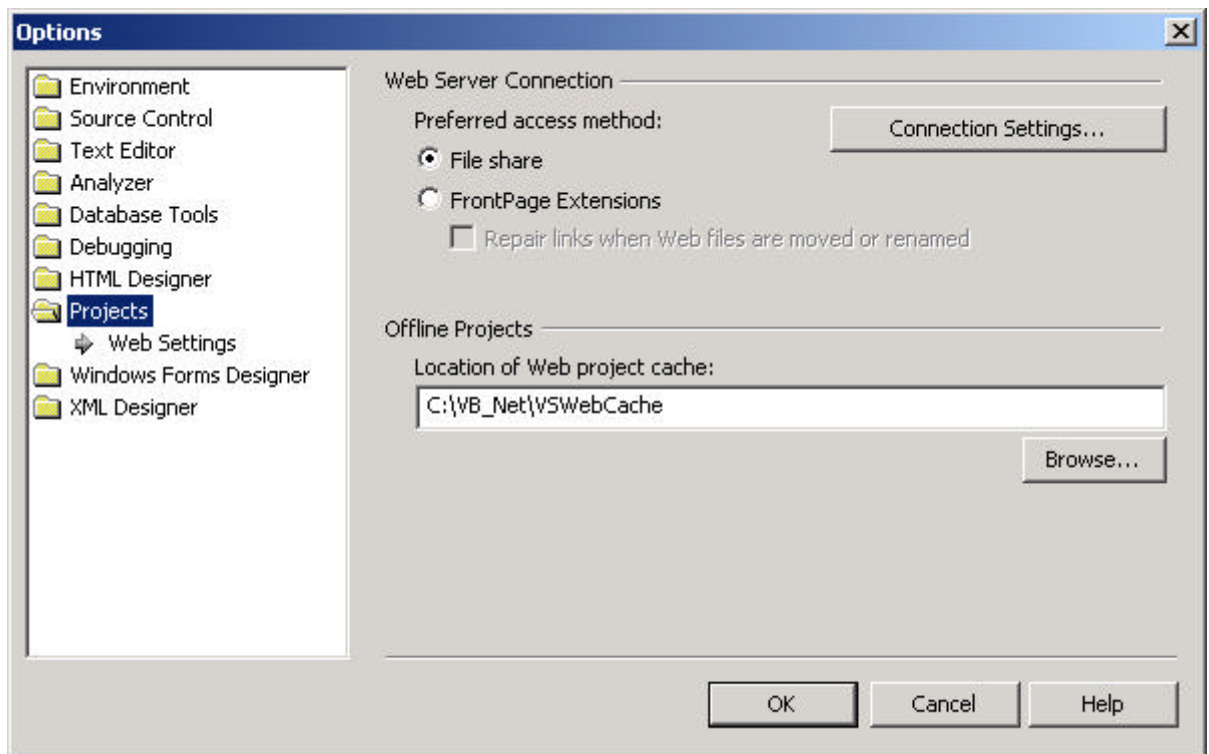 Options
Environment
Source Control
Text Editor
Analyzer
Database Tools
Debugging
HTML Designer
Projects
Web Settings
Windows Forms Designer
XML Designer
Web Server Connection
Preferred access method:
Connection Settings...
File share
FrontPage Extensions
Repair links when Web files are moved or renamed
Offline Projects
Location of Web project cache:
C:\VB_Net\VSWebCache
Browse...
OK Cancel Help